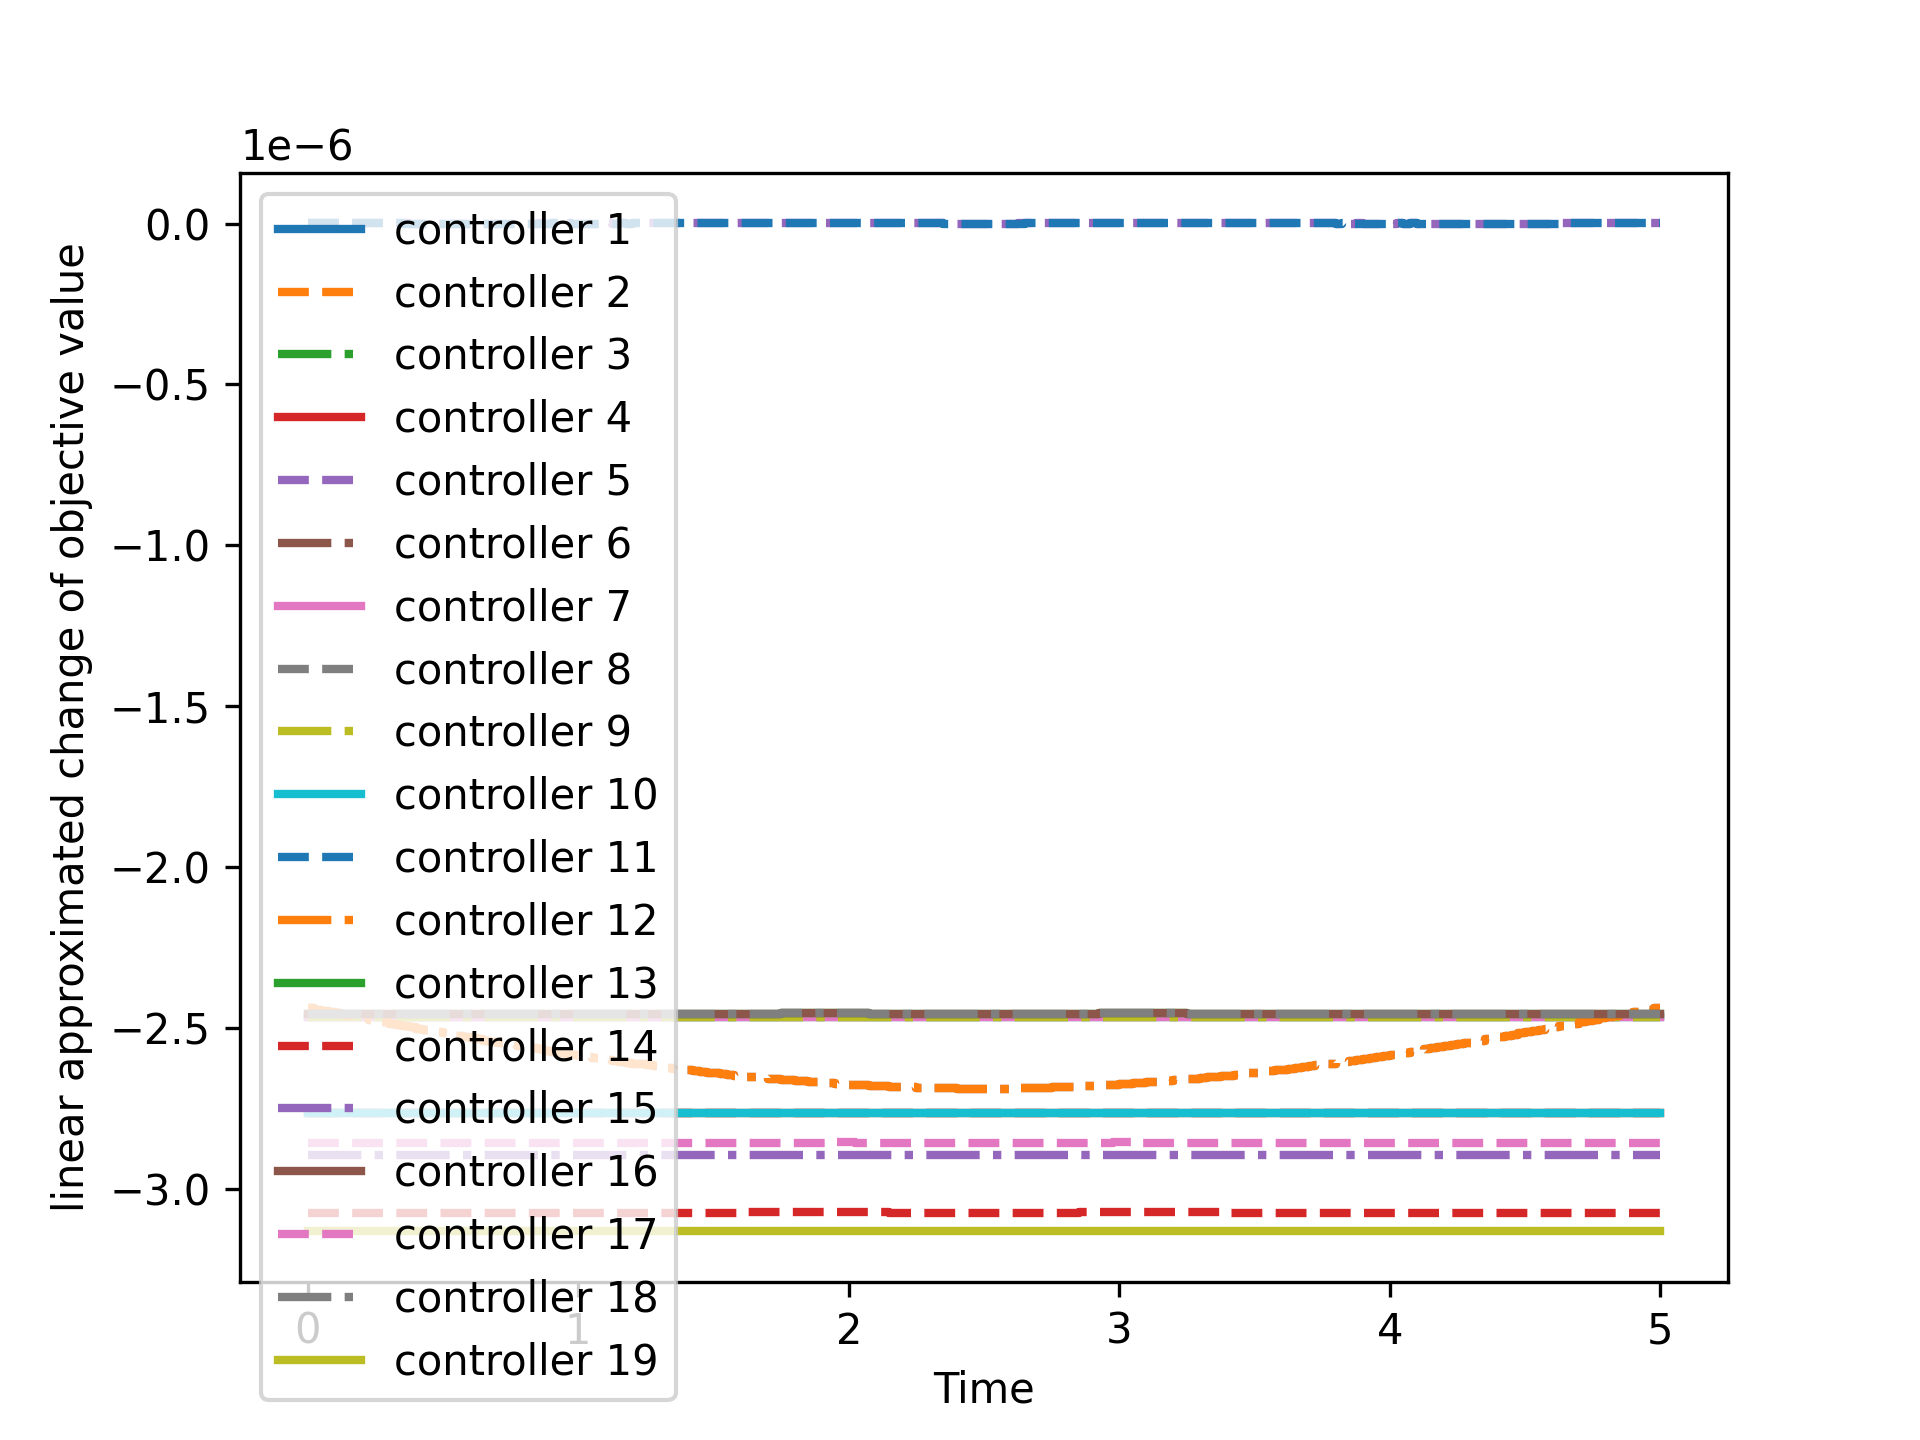 1e−6
linear approximated change of objective value
0.0
−0.5
−1.0
−1.5
−2.0
−2.5
−3.0
controller 1
controller 2
controller 3
controller 4
controller 5
controller 6
controller 7
controller 8
controller 9
controller 10
controller 11
controller 12
controller 13
controller 14
controller 15
controller 16
controller 17
controller 18
controller 19
0 1 2 3 4 5
Time